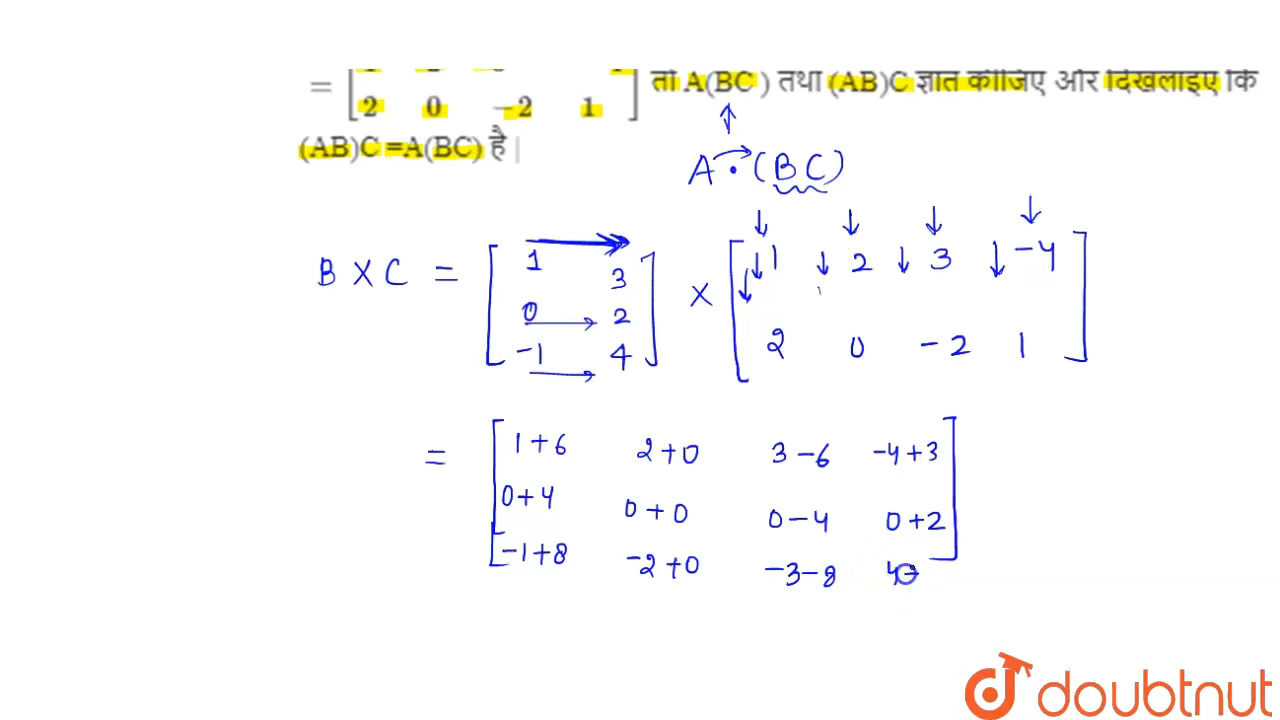 = [ 2 0 -2 1 ] तो A(BC ) तथा (AB)C ज्ञात कीजिए और दिखलाइए कि
(AB)C =A(BC) है |
A • (BC)
B X C = [ 1 3 X [ 1 2 3 -4 ]
0 2
-1 4 ] 2 0 -2 1
= [ 1+6 2+0 3-6 -4+3 ]
0+4 0+0 0-4 0+2
-1+8 -2+0 -3-8 4
doubtnut